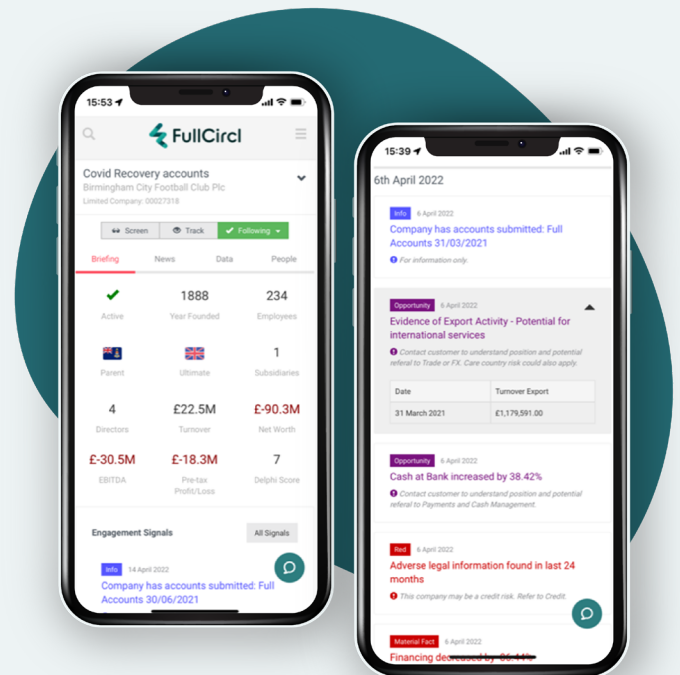 15:53
FullCircl
Covid Recovery accounts
Birmingham City Football Club Plc
Limited Company: 00027318
Screen Track Following
Briefing News Data People
1888 234
Active Year Founded Employees
1
Parent Ultimate Subsidiaries
4 £22.5M £-90.3M
Directors Turnover Net Worth
£-30.5M £-18.3M 7
EBITDA Pre-tax Profit/Loss Delphi Score
Engagement Signals All Signals
Info 14 April 2022
Company has accounts submitted: Full
Accounts 30/06/2021
15:39
6th April 2022
Info 6 April 2022
Company has accounts submitted: Full
Accounts 31/03/2021
For information only.
Opportunity 6 April 2022
Evidence of Export Activity - Potential for
international services
Contact customer to understand position and potential
referal to Trade or FX. Care country risk could also apply.
Date Turnover Export
31 March 2021 £1,179,591.00
Opportunity 6 April 2022
Cash at Bank increased by 38.42%
Contact customer to understand position and potential
referal to Payments and Cash Management.
Red 6 April 2022
Adverse legal information found in last 24
months
This company may be a credit risk. Refer to Credit.
Material Fact 6 April 2022
Financing decreased by